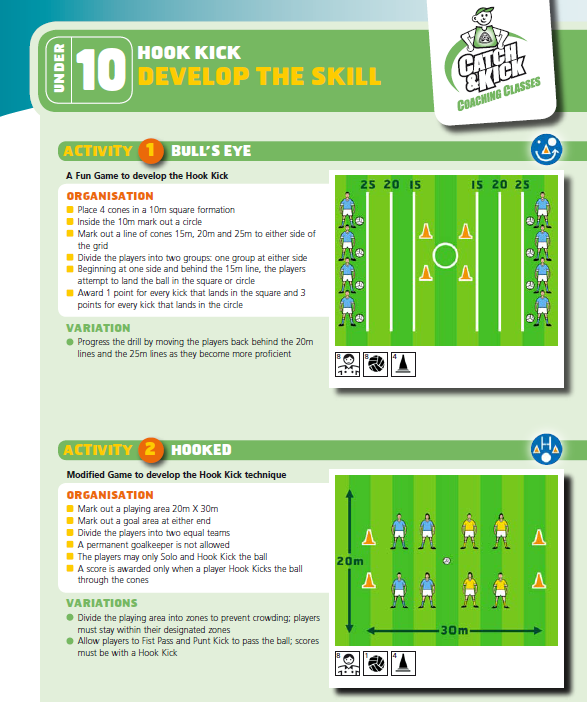 UNDER
10
HOOK KICK
DEVELOP THE SKILL
CATCH
&KICK
COACHING CLASSES
ACTIVITY 1 BULL'S EYE
A Fun Game to develop the Hook Kick
ORGANISATION
Place 4 cones in a 10m square formation
Inside the 10m mark out a circle
Mark out a line of cones 15m, 20m and 25m to either side of
the grid
Divide the players into two groups: one group at either side
Beginning at one side and behind the 15m line, the players
attempt to land the ball in the square or circle
Award 1 point for every kick that lands in the square and 3
points for every kick that lands in the circle
VARIATION
Progress the drill by moving the players back behind the 20m
lines and the 25m lines as they become more proficient
25 20 15 15 20 25
8 8 4
ACTIVITY 2 HOOKED
Modified Game to develop the Hook Kick technique
ORGANISATION
Mark out a playing area 20m X 30m
Mark out a goal area at either end
Divide the players into two equal teams
A permanent goalkeeper is not allowed
The players may only Solo and Hook Kick the ball
A score is awarded only when a player Hook Kicks the ball
through the cones
VARIATIONS
Divide the playing area into zones to prevent crowding; players
must stay within their designated zones
Allow players to Fist Pass and Punt Kick to pass the ball; scores
must be with a Hook Kick
20m
30m
8 1 4